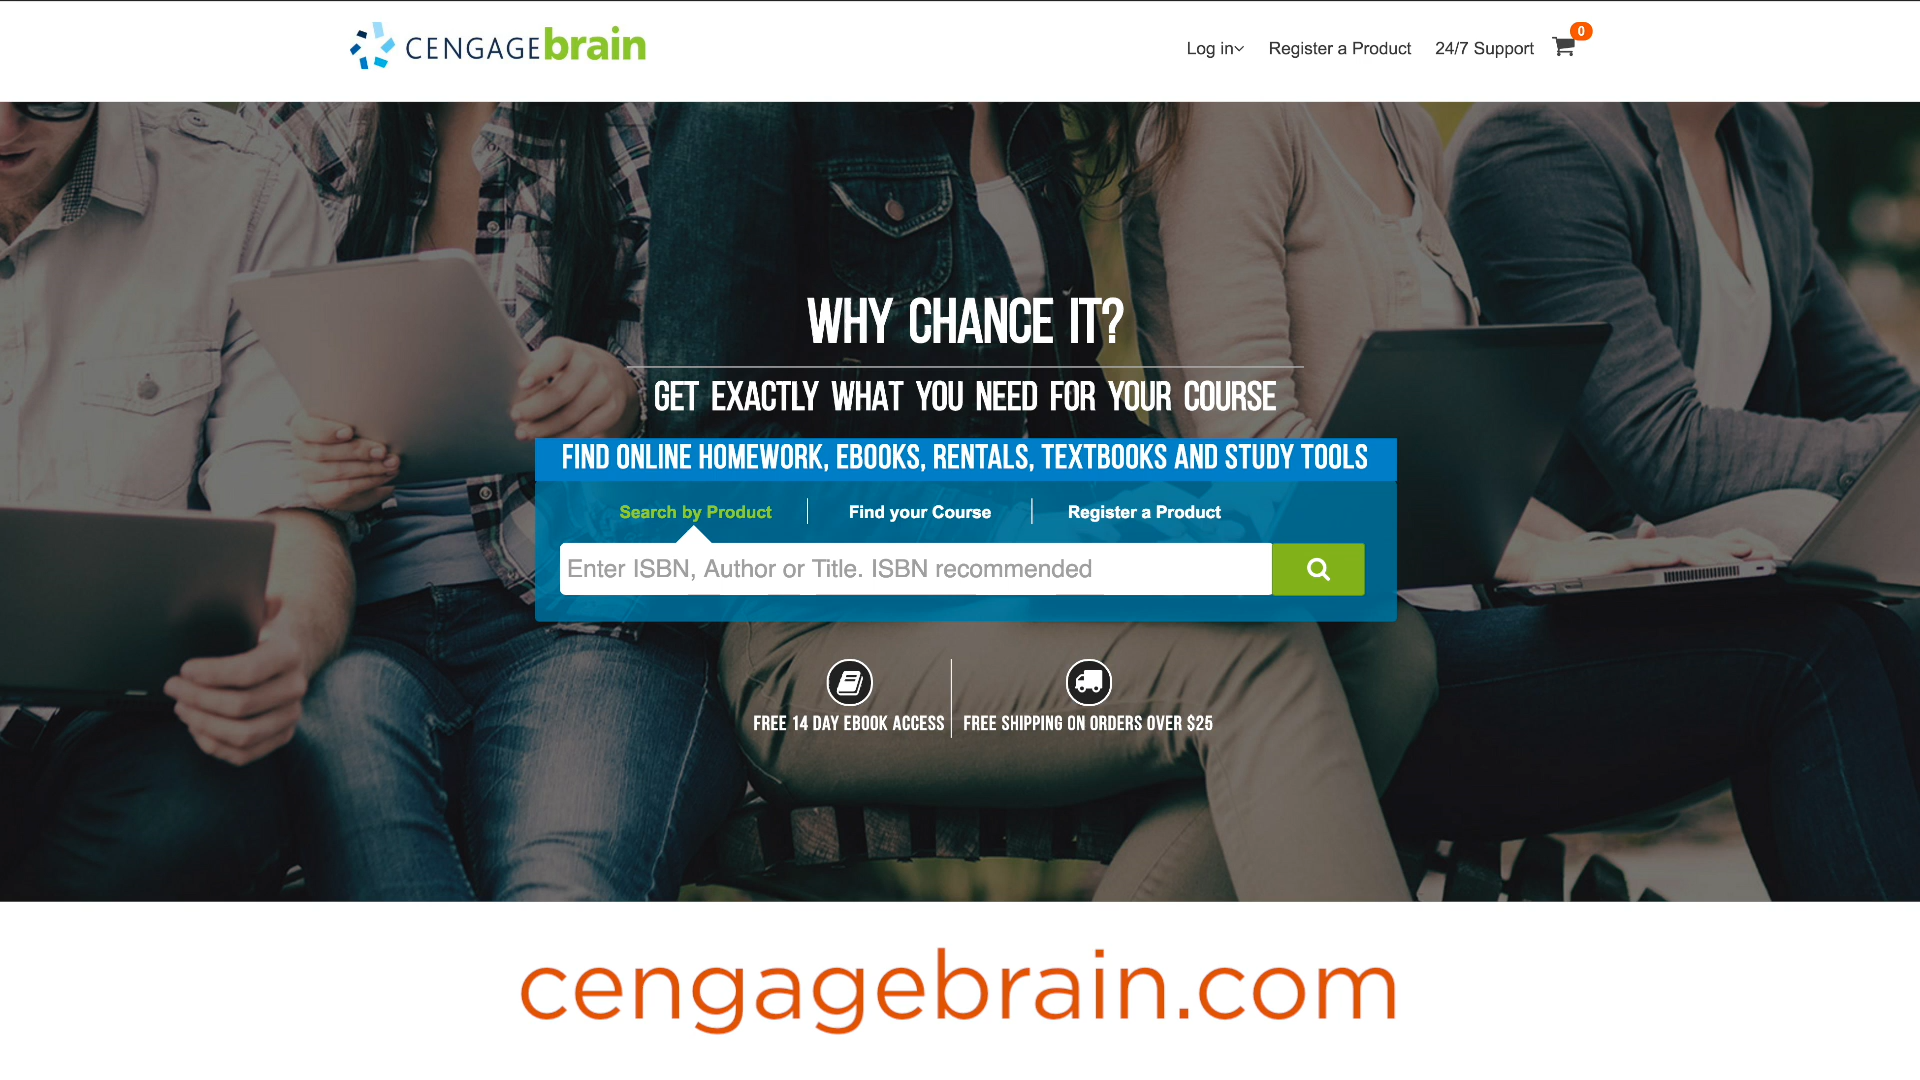 CENGAGEbrain
Log in
Register a Product
24/7 Support
0
WHY CHANCE IT?
GET EXACTLY WHAT YOU NEED FOR YOUR COURSE
FIND ONLINE HOMEWORK, EBOOKS, RENTALS, TEXTBOOKS AND STUDY TOOLS
Search by Product
Find your Course
Register a Product
Enter ISBN, Author or Title. ISBN recommended
FREE 14 DAY EBOOK ACCESS
FREE SHIPPING ON ORDERS OVER $25
cengagebrain.com